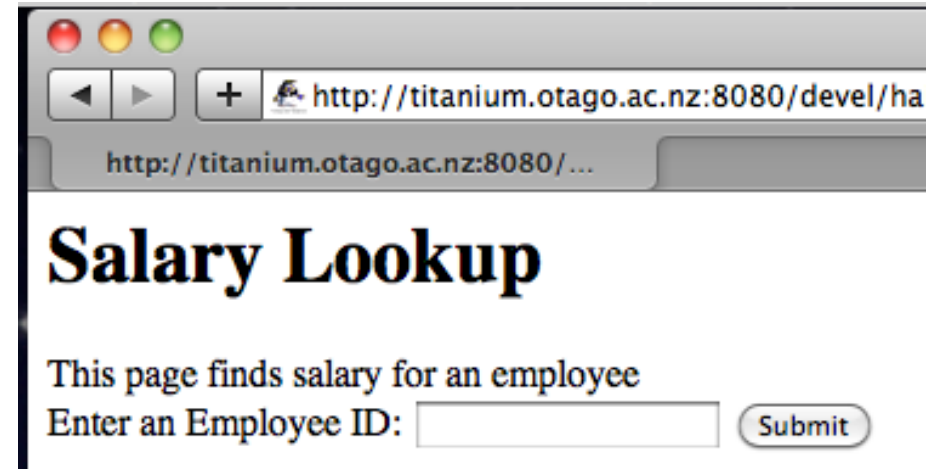 http://titanium.otago.ac.nz:8080/devel/ha
http://titanium.otago.ac.nz:8080/...
Salary Lookup
This page finds salary for an employee
Enter an Employee ID: Submit